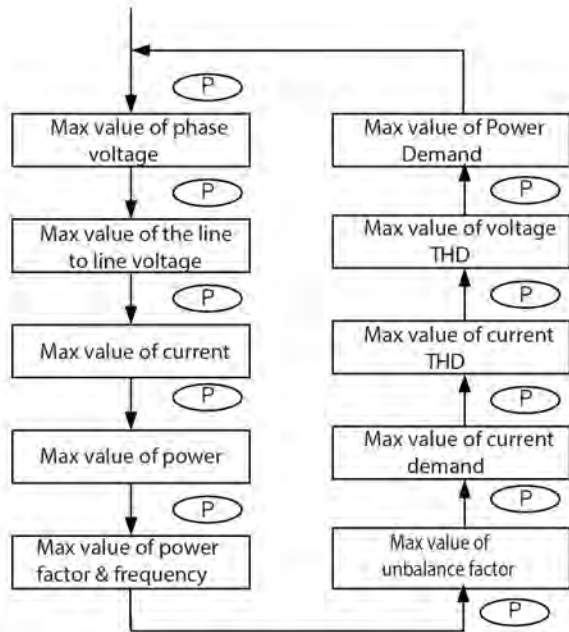 P
Max value of phase
voltage
P
Max value of the line
to line voltage
P
Max value of current
P
Max value of power
P
Max value of power
factor & frequency
P
Max value of
unbalance factor
P
Max value of current
demand
P
Max value of current
THD
P
Max value of voltage
THD
P
Max value of Power
Demand